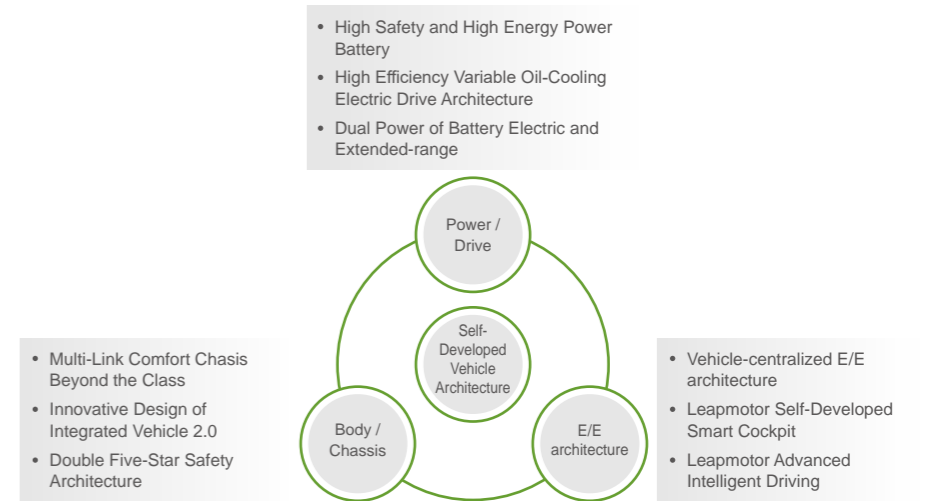 • High Safety and High Energy Power
Battery
• High Efficiency Variable Oil-Cooling
Electric Drive Architecture
• Dual Power of Battery Electric and
Extended-range
Power /
Drive
Self-
Developed
Vehicle
Architecture
• Multi-Link Comfort Chasis
Beyond the Class
• Innovative Design of
Integrated Vehicle 2.0
• Double Five-Star Safety
Architecture
Body /
Chassis
E/E
architecture
• Vehicle-centralized E/E
architecture
• Leapmotor Self-Developed
Smart Cockpit
• Leapmotor Advanced
Intelligent Driving